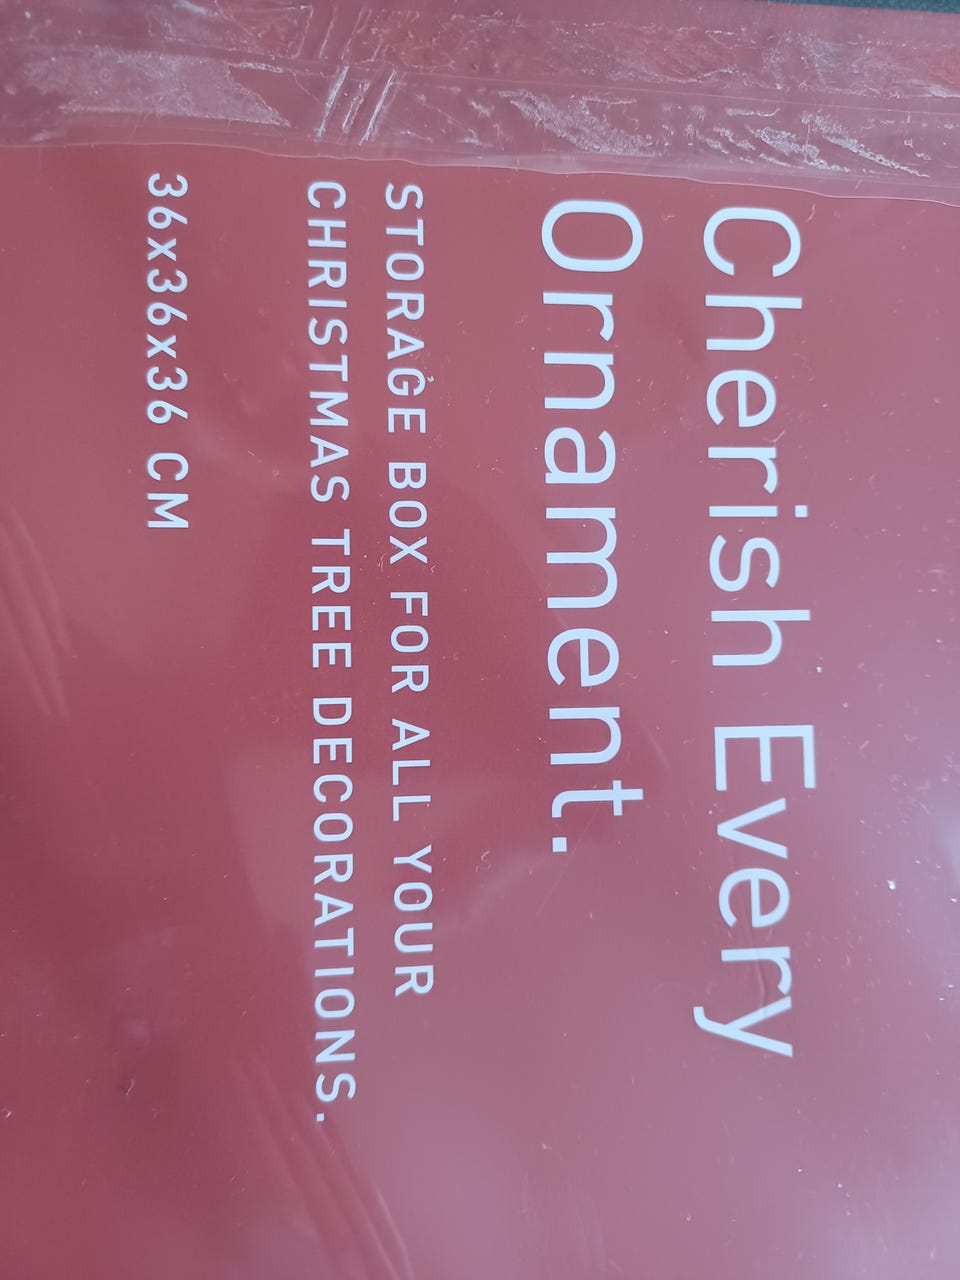 Cherish Every
Ornament.
STORAGE BOX FOR ALL YOUR
CHRISTMAS TREE DECORATIONS.
36x36x36 CM